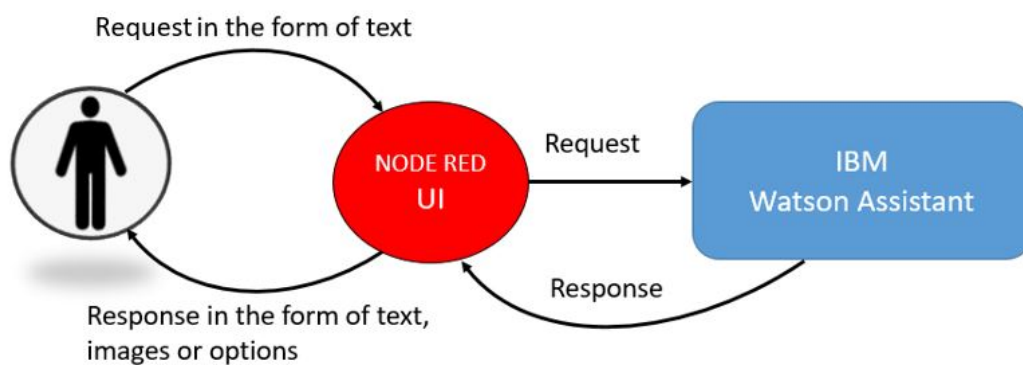 Request in the form of text
NODE RED
UI
Request
IBM
Watson Assistant
Response
Response in the form of text,
images or options